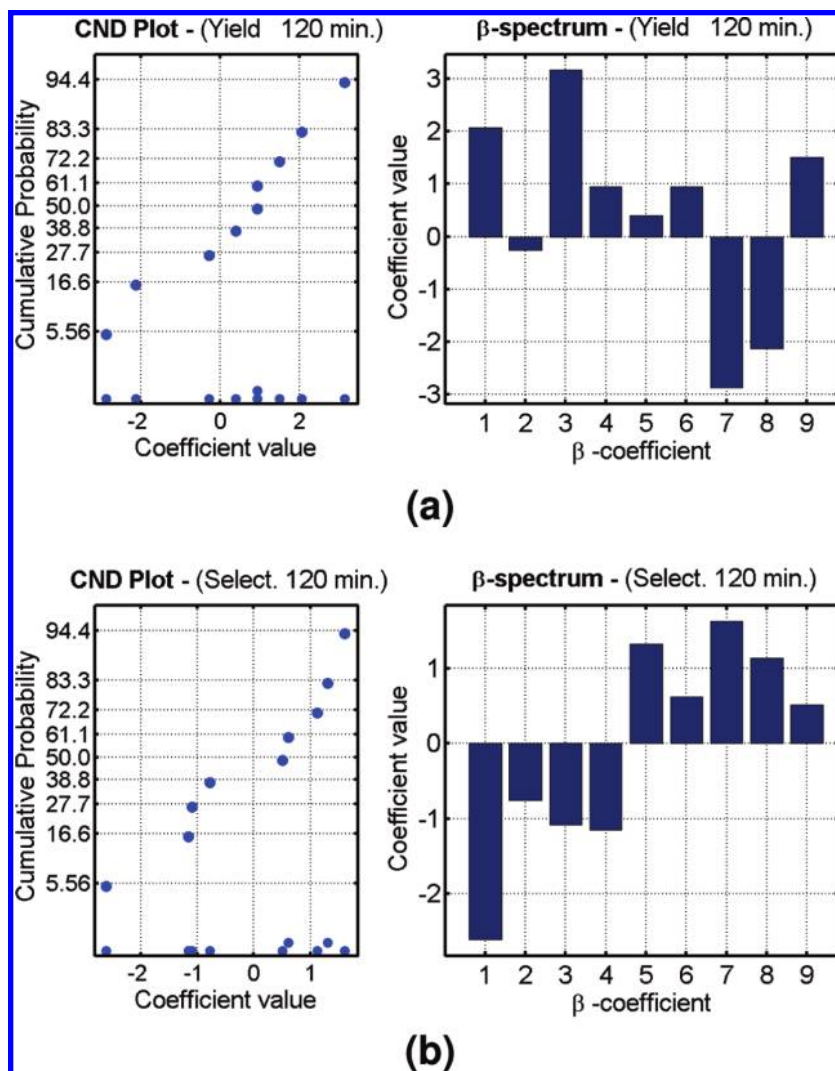 CND Plot - (Yield 120 min.)
Cumulative Probability
94.4
83.3
72.2
61.1
50.0
38.8
27.7
16.6
5.56
-2 0 2
Coefficient value
β-spectrum - (Yield 120 min.)
Coefficient value
3
2
1
0
-1
-2
-3
1 2 3 4 5 6 7 8 9
β -coefficient
(a)
CND Plot - (Select. 120 min.)
Cumulative Probability
94.4
83.3
72.2
61.1
50.0
38.8
27.7
16.6
5.56
-2 -1 0 1
Coefficient value
β-spectrum - (Select. 120 min.)
Coefficient value
1
0
-1
-2
1 2 3 4 5 6 7 8 9
β -coefficient
(b)